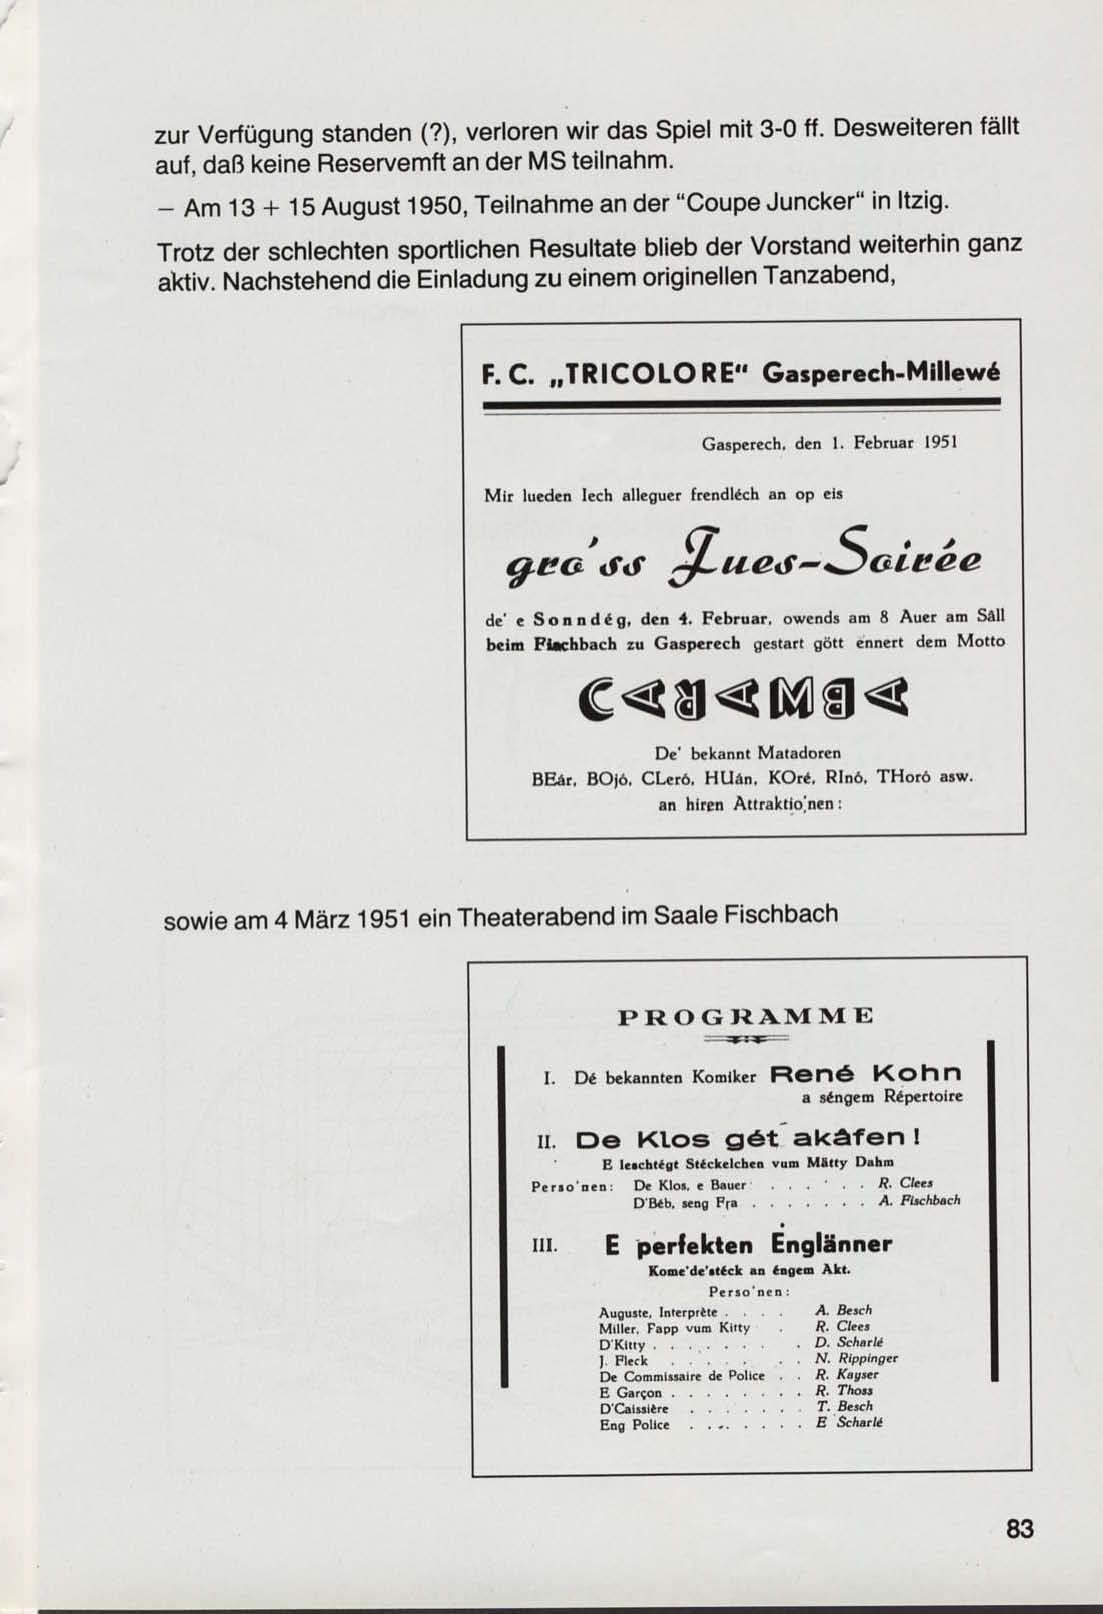 zur Verfügung standen (?), verloren wir das Spiel mit 3-0 ff. Desweiteren fällt
auf, daß keine Reservemft an der MS teilnahm.
– Am 13 + 15 August 1950, Teilnahme an der "Coupe Juncker" in Itzig.
Trotz der schlechten sportlichen Resultate blieb der Vorstand weiterhin ganz
aktiv. Nachstehend die Einladung zu einem originellen Tanzabend,
F. C. „TRICOLORE" Gasperech-Millewé
Gasperech, den 1. Februar 1951
Mir lueden Iech alleguer frendléch an op eis
gro'ss Fues-Soirée
de' e Sonndég, den 4. Februar, owends am 8 Auer am Sâll
beim Fischbach zu Gasperech gestart gött ënnert dem Motto
CARAMBA
De' bekannt Matadoren
BEár, BOjó, CLeró, HUán, KOré, RInó, THoró asw.
an hiren Attraktio'nen :
sowie am 4 März 1951 ein Theaterabend im Saale Fischbach
PROGRAMME
I. Dé bekannten Komiker René Kohn
a séngem Répertoire
II. De Klos gét akâfen !
E leschtégt Stéckelchen vum Mätty Dahm
Perso'nen: De Klos, e Bauer . . . . . . R. Clees
D'Béb, seng Fra . . . . . . . A. Fischbach
III. E perfekten Englänner
Kome'de'stéck an éngem Akt.
Perso'nen:
Auguste, Interprète . . . . A. Besch
Miller, Fapp vum Kitty . R. Clees
D'Kitty . . . . . . . . D. Scharlé
J. Fleck . . . . . . . N. Rippinger
De Commissaire de Police . . R. Kayser
E Garçon . . . . . . . . R. Thoss
D'Caissière . . . . . . . T. Besch
Eng Police . . . . . . . . E Scharlé
83